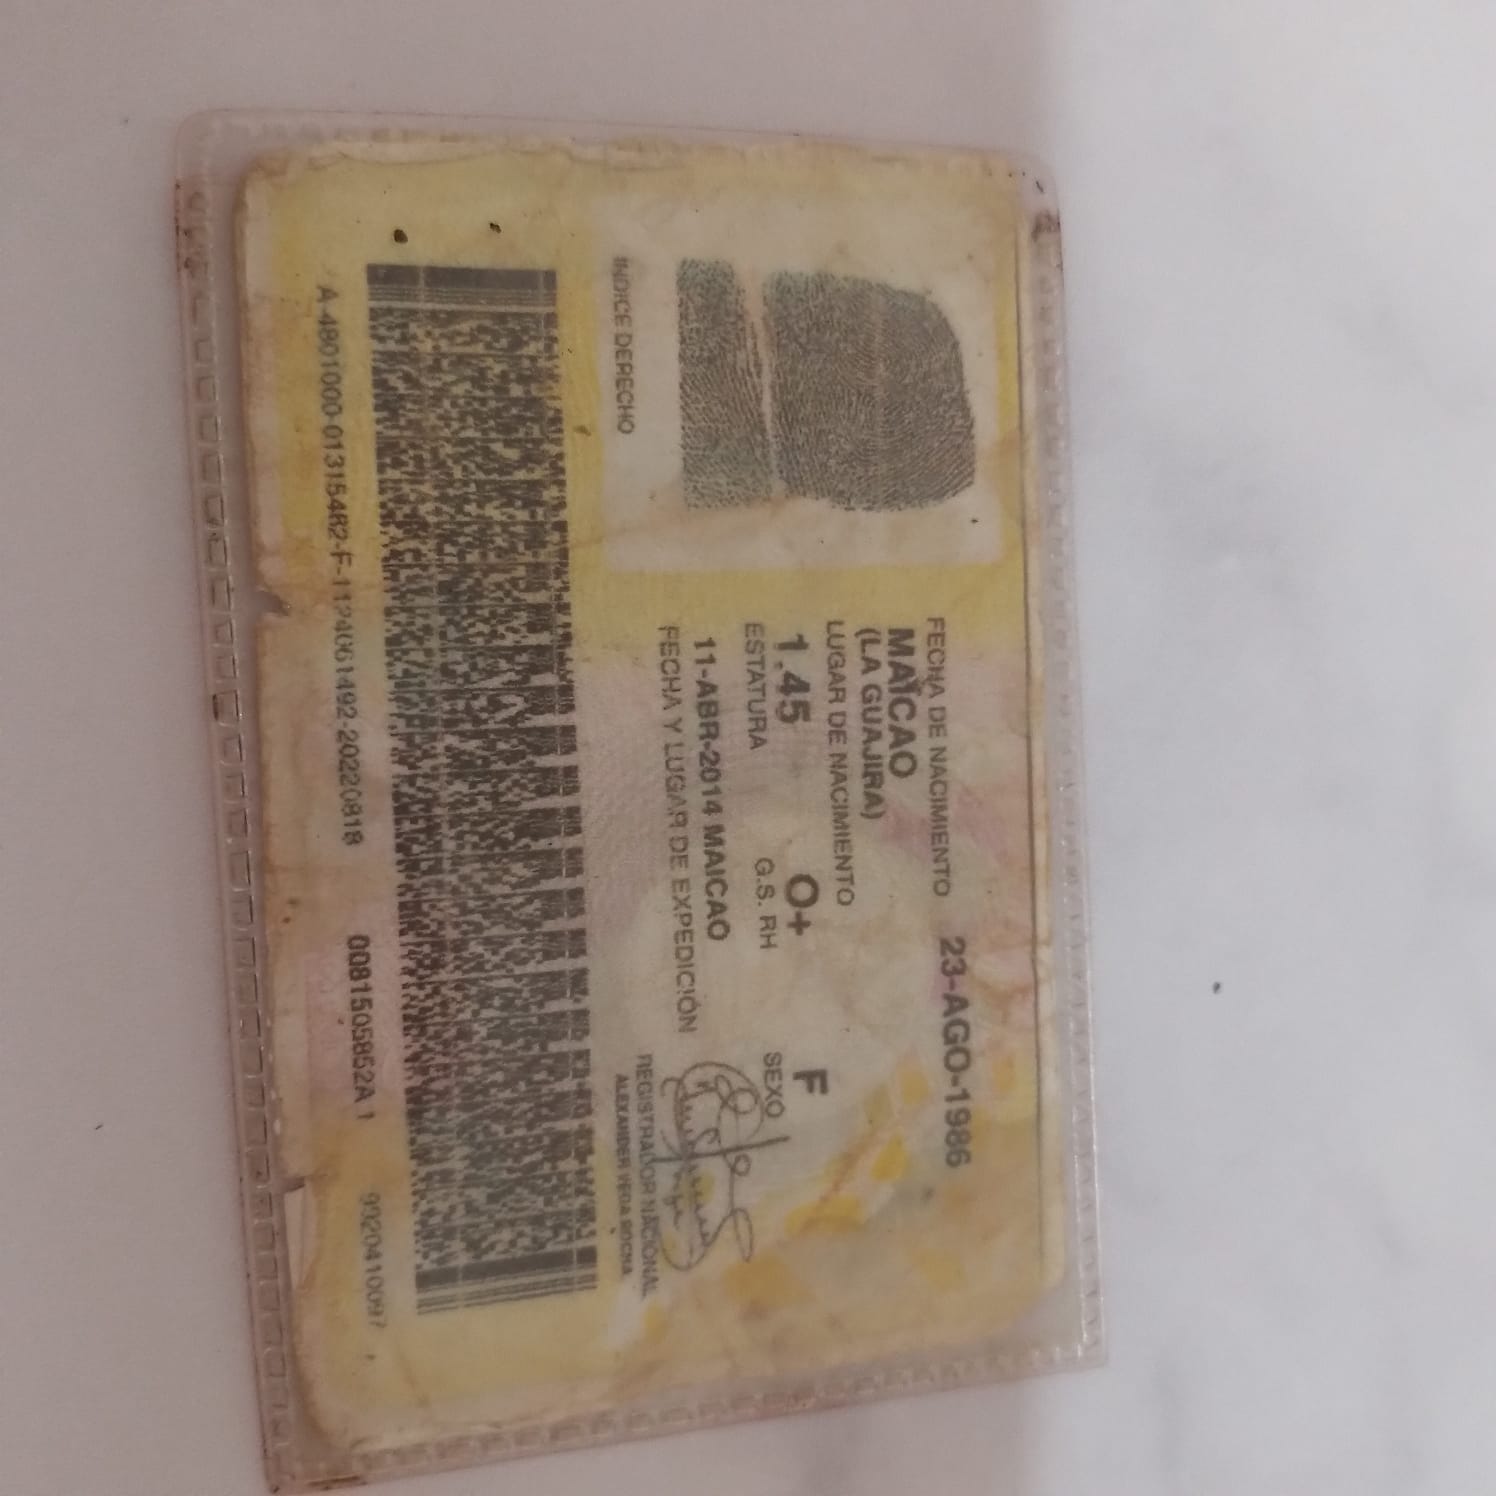 FECHA DE NACIMIENTO 23-AGO-1986
MAICAO
(LA GUAJIRA)
LUGAR DE NACIMIENTO
1.45 O+ F
ESTATURA G.S. RH SEXO
11-ABR-2014 MAICAO
FECHA Y LUGAR DE EXPEDICIÓN
INDICE DERECHO
REGISTRADOR NACIONAL
ALEXANDER VEGA ROCHA
A-4801000-01315482-F-1124061492-20220818 0081505852A 1 9920410097